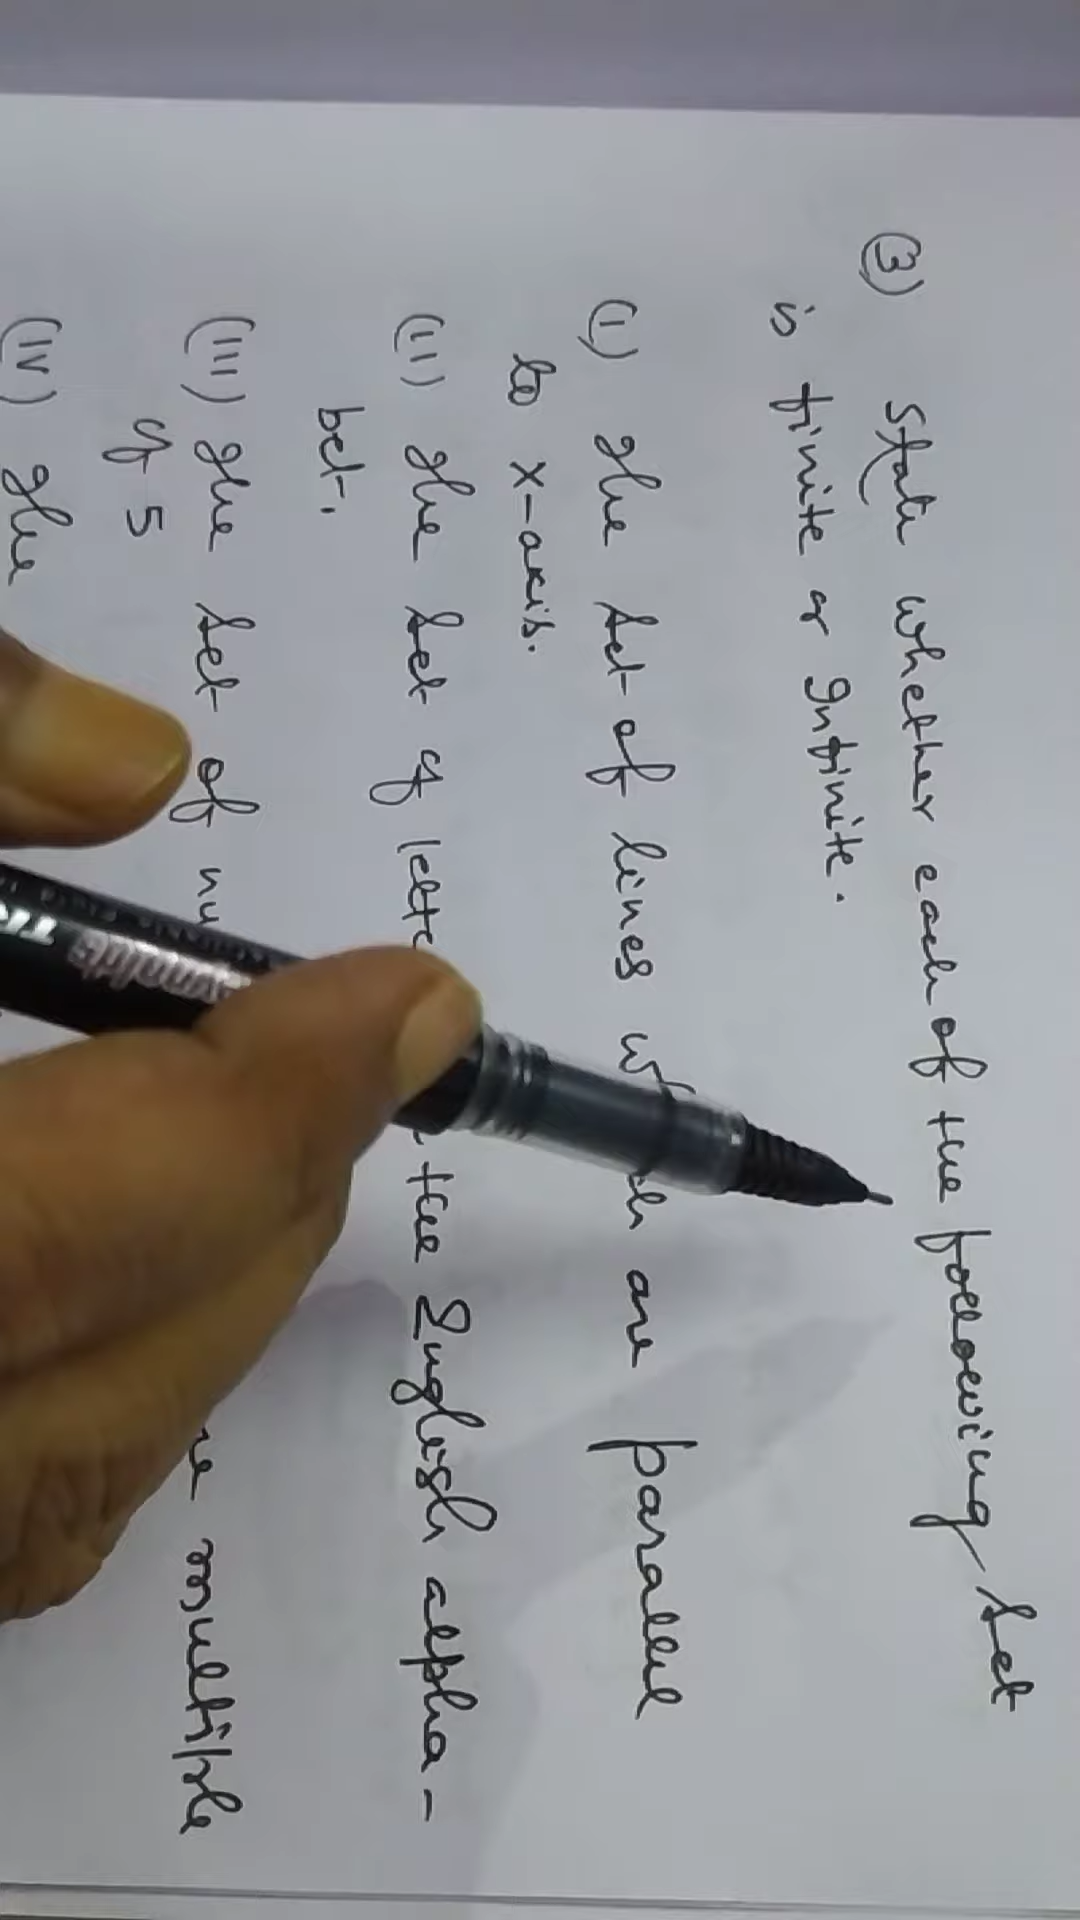 (3) State whether each of the following set
is finite or Infinite.
(I) The set of lines which are parallel
to x-axis.
(II) The set of lette the English alpha-
bet.
(III) The set of nu multiple
of 5
(IV) The